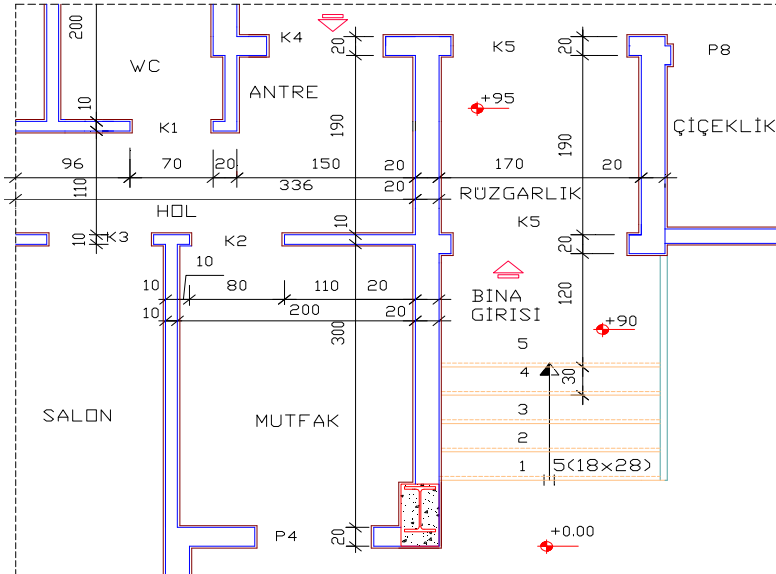 200
K4
20
K5
20
P8
WC
ANTRE
+95
10
K1
190
190
ÇİÇEKLİK
96
70
20
150
20
170
20
110
336
20
RÜZGARLIK
HOL
10
K5
10
K3
K2
20
10
10
80
110
20
BİNA
GİRİSİ
120
10
200
20
300
+90
5
4
30
3
SALON
MUTFAK
2
1
5(18x28)
P4
20
+0.00